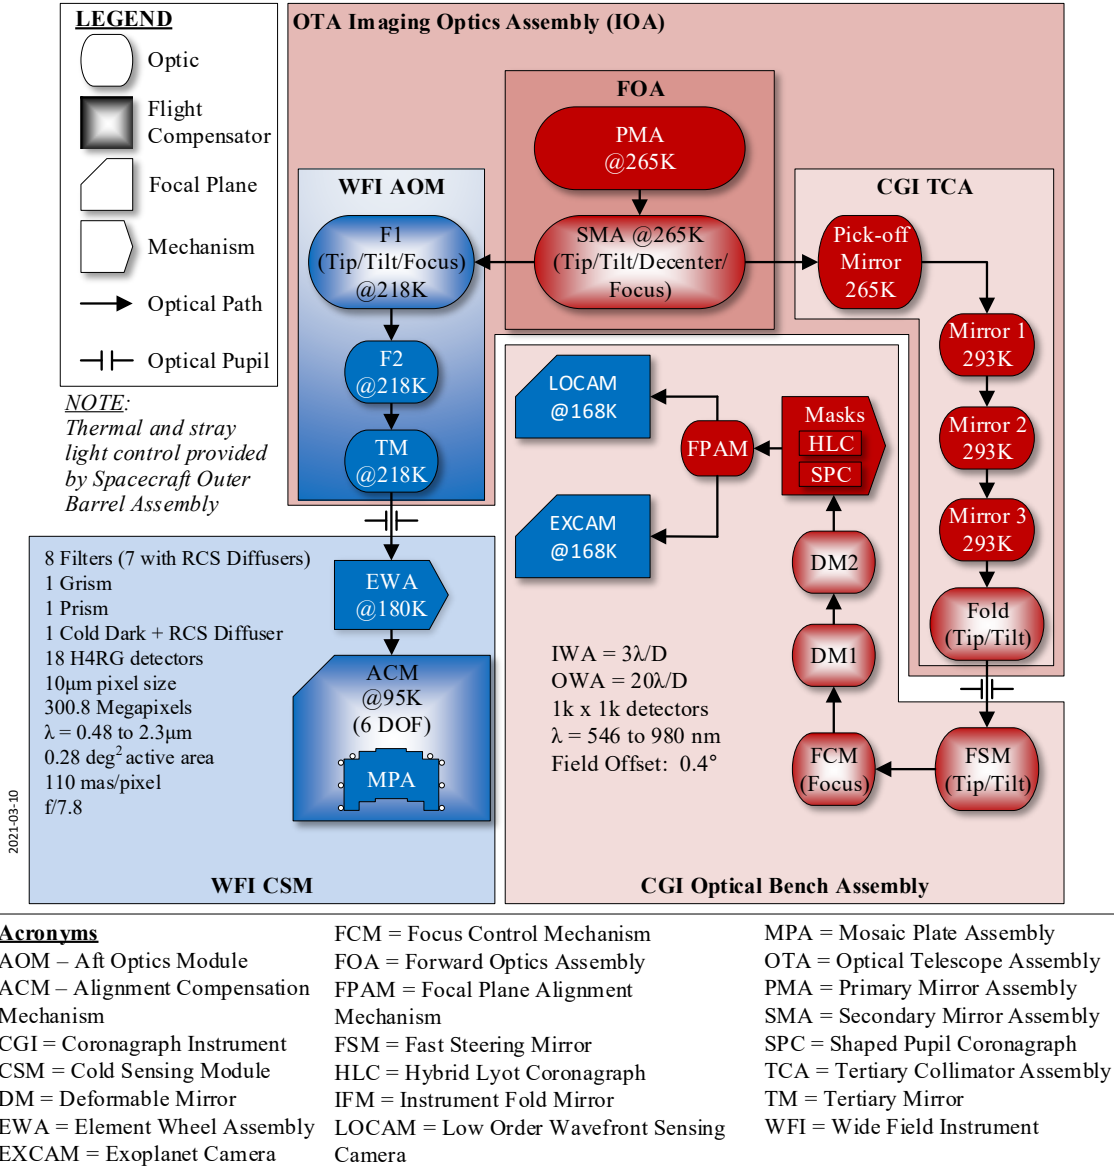 LEGEND
Optic
Flight
Compensator
Focal Plane
Mechanism
Optical Path
Optical Pupil
NOTE:
Thermal and stray
light control provided
by Spacecraft Outer
Barrel Assembly
OTA Imaging Optics Assembly (IOA)
FOA
PMA
@265K
SMA @265K
(Tip/Tilt/Decenter/
Focus)
WFI AOM
F1
(Tip/Tilt/Focus)
@218K
F2
@218K
TM
@218K
CGI TCA
Pick-off
Mirror
265K
Mirror 1
293K
Mirror 2
293K
Mirror 3
293K
Fold
(Tip/Tilt)
8 Filters (7 with RCS Diffusers)
1 Grism
1 Prism
1 Cold Dark + RCS Diffuser
18 H4RG detectors
10μm pixel size
300.8 Megapixels
λ = 0.48 to 2.3μm
0.28 deg² active area
110 mas/pixel
f/7.8
EWA
@180K
ACM
@95K
(6 DOF)
MPA
WFI CSM
LOCAM
@168K
EXCAM
@168K
FPAM
Masks
HLC
SPC
DM2
DM1
FCM
(Focus)
FSM
(Tip/Tilt)
IWA = 3λ/D
OWA = 20λ/D
1k x 1k detectors
λ = 546 to 980 nm
Field Offset: 0.4°
CGI Optical Bench Assembly
2021-03-10
Acronyms
AOM – Aft Optics Module
ACM – Alignment Compensation
Mechanism
CGI = Coronagraph Instrument
CSM = Cold Sensing Module
DM = Deformable Mirror
EWA = Element Wheel Assembly
EXCAM = Exoplanet Camera
FCM = Focus Control Mechanism
FOA = Forward Optics Assembly
FPAM = Focal Plane Alignment
Mechanism
FSM = Fast Steering Mirror
HLC = Hybrid Lyot Coronagraph
IFM = Instrument Fold Mirror
LOCAM = Low Order Wavefront Sensing
Camera
MPA = Mosaic Plate Assembly
OTA = Optical Telescope Assembly
PMA = Primary Mirror Assembly
SMA = Secondary Mirror Assembly
SPC = Shaped Pupil Coronagraph
TCA = Tertiary Collimator Assembly
TM = Tertiary Mirror
WFI = Wide Field Instrument